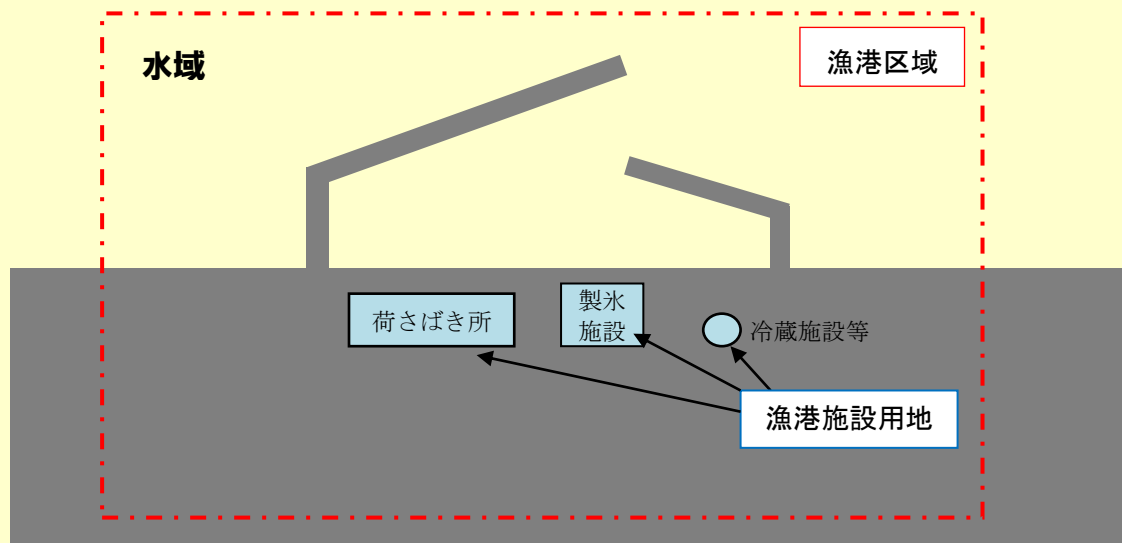 水域
漁港区域
荷さばき所
製氷
施設
冷蔵施設等
漁港施設用地